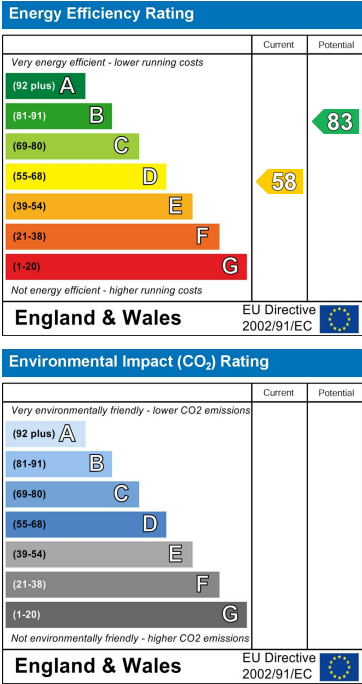 Energy Efficiency Rating
Current Potential
Very energy efficient - lower running costs
(92 plus) A
(81-91) B
83
(69-80) C
(55-68) D
58
(39-54) E
(21-38) F
(1-20) G
Not energy efficient - higher running costs
England & Wales
EU Directive
2002/91/EC
Environmental Impact (CO₂) Rating
Current Potential
Very environmentally friendly - lower CO2 emissions
(92 plus) A
(81-91) B
(69-80) C
(55-68) D
(39-54) E
(21-38) F
(1-20) G
Not environmentally friendly - higher CO2 emissions
England & Wales
EU Directive
2002/91/EC